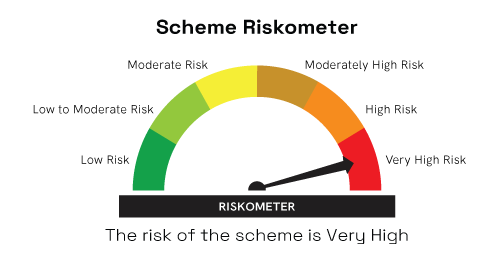 Scheme Riskometer
Moderate Risk
Moderately High Risk
Low to Moderate Risk
High Risk
Low Risk
Very High Risk
RISKOMETER
The risk of the scheme is Very High